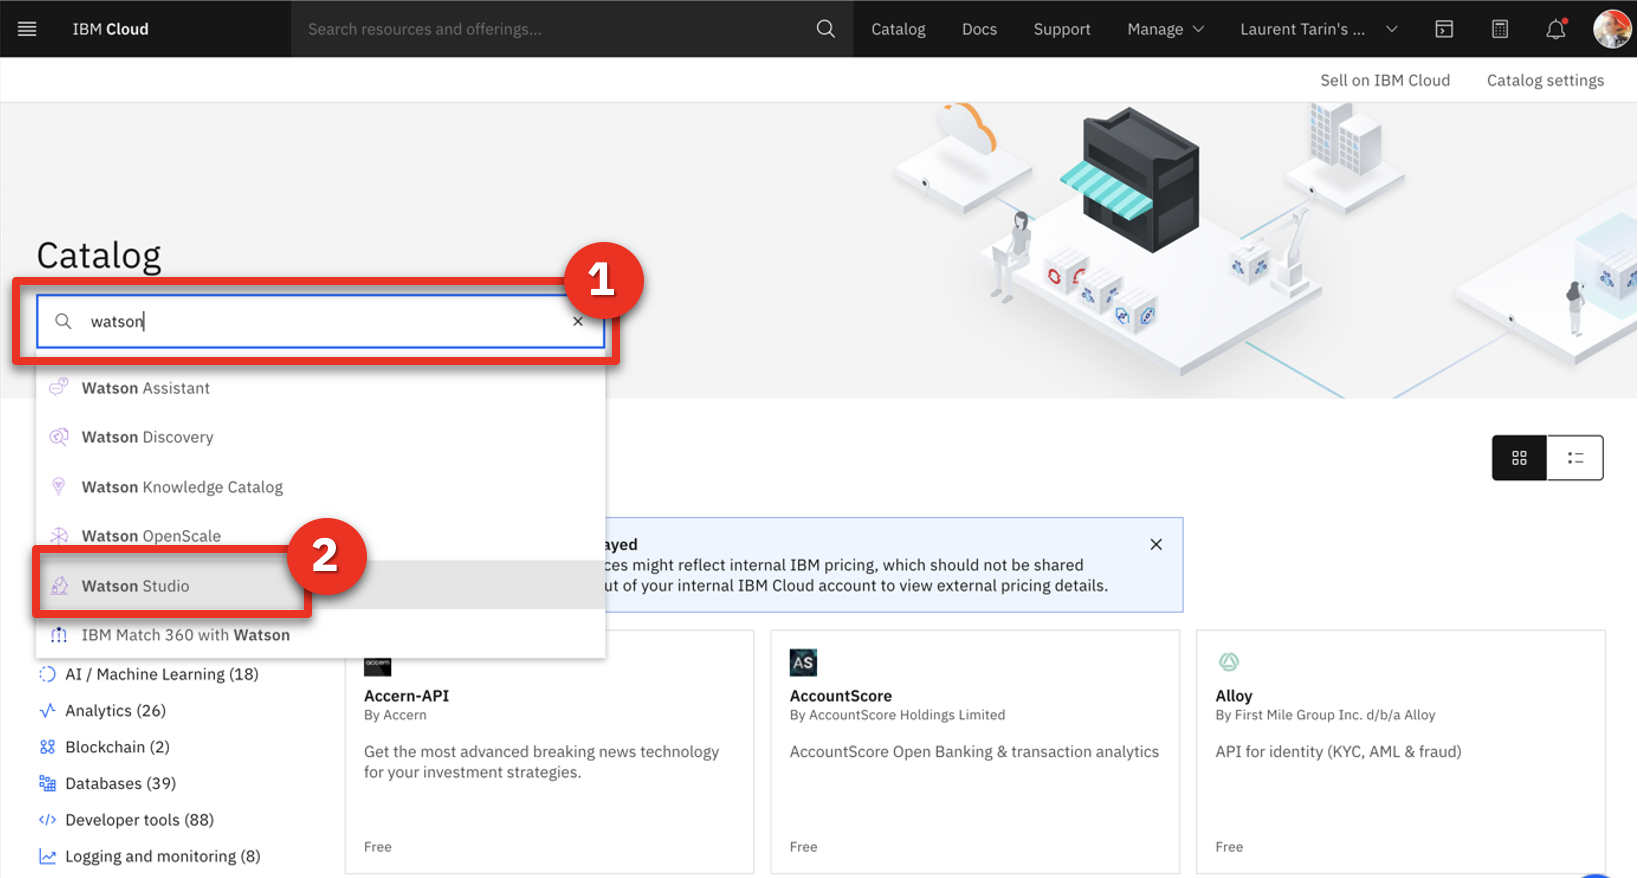 IBM Cloud
Search resources and offerings...
Catalog
Docs
Support
Manage
Laurent Tarin's ...
Sell on IBM Cloud
Catalog settings
Catalog
1
watson
Watson Assistant
Watson Discovery
Watson Knowledge Catalog
Watson OpenScale
2
Watson Studio
IBM Match 360 with Watson
ayed
ces might reflect internal IBM pricing, which should not be shared
ut of your internal IBM Cloud account to view external pricing details.
AI / Machine Learning (18)
Analytics (26)
Blockchain (2)
Databases (39)
Developer tools (88)
Logging and monitoring (8)
accern
Accern-API
By Accern
Get the most advanced breaking news technology
for your investment strategies.
Free
AS
AccountScore
By AccountScore Holdings Limited
AccountScore Open Banking & transaction analytics
Free
Alloy
By First Mile Group Inc. d/b/a Alloy
API for identity (KYC, AML & fraud)
Free